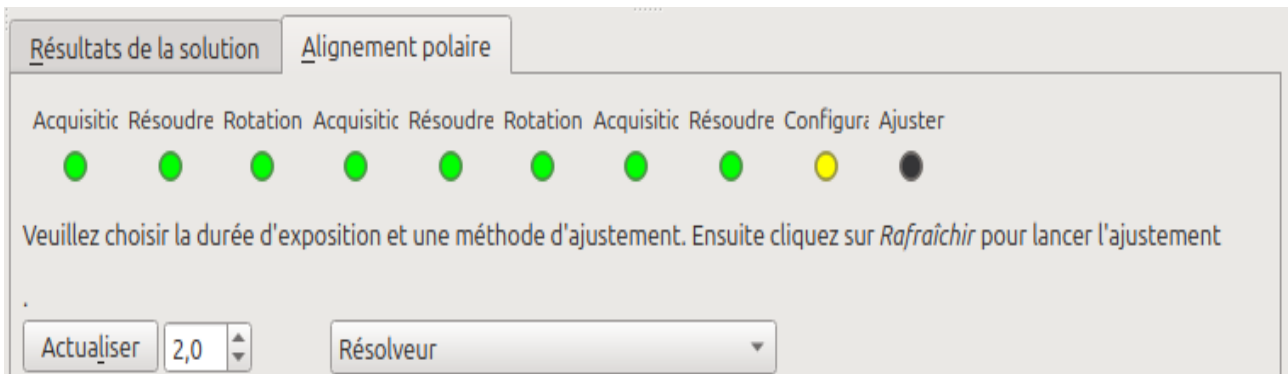 Résultats de la solution Alignement polaire
Acquisitic Résoudre Rotation Acquisitic Résoudre Rotation Acquisitic Résoudre Configura Ajuster
Veuillez choisir la durée d'exposition et une méthode d'ajustement. Ensuite cliquez sur Rafraîchir pour lancer l'ajustement
.
Actualiser 2,0 Résolveur